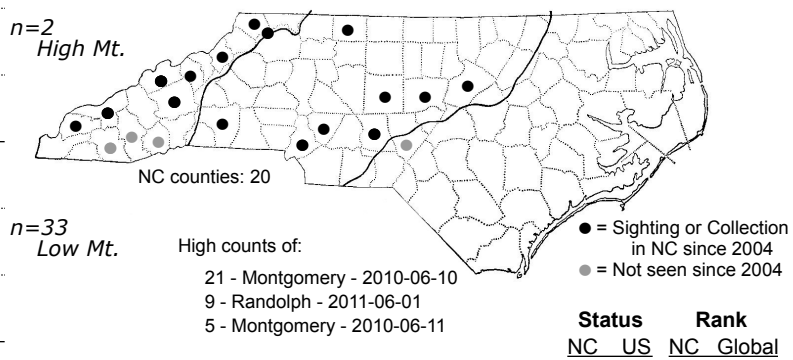 n=2
High Mt.
NC counties: 20
n=33
Low Mt.
High counts of:
21 - Montgomery - 2010-06-10
9 - Randolph - 2011-06-01
5 - Montgomery - 2010-06-11
● = Sighting or Collection
in NC since 2004
● = Not seen since 2004
Status Rank
NC US NC Global